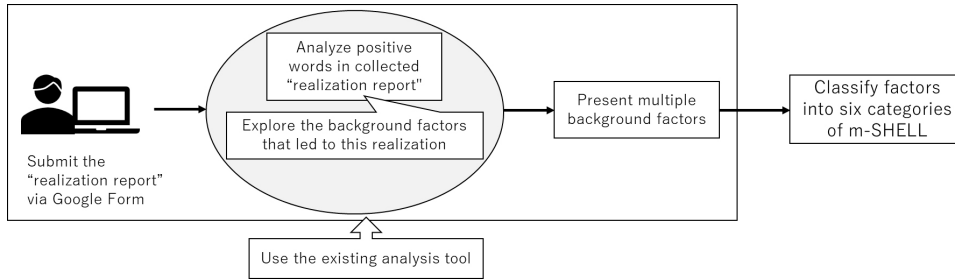 Submit the
“realization report”
via Google Form
Analyze positive
words in collected
“realization report"
Explore the background factors
that led to this realization
Use the existing analysis tool
Present multiple
background factors
Classify factors
into six categories
of m-SHELL